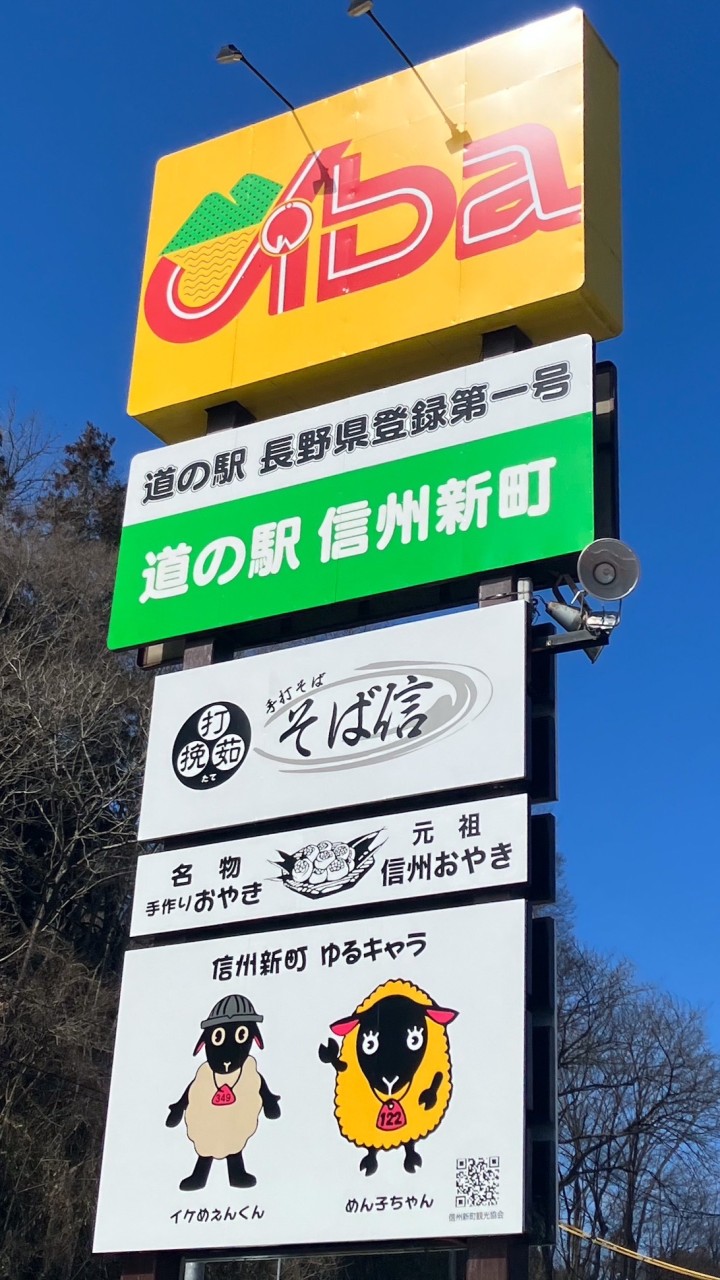 iba
道の駅 長野県登録第一号
道の駅 信州新町
打
挽 茹
たて
手打そば
そば信
名物
手作りおやき
元祖
信州おやき
信州新町 ゆるキャラ
349
122
イケめぇんくん
めん子ちゃん
信州新町観光協会